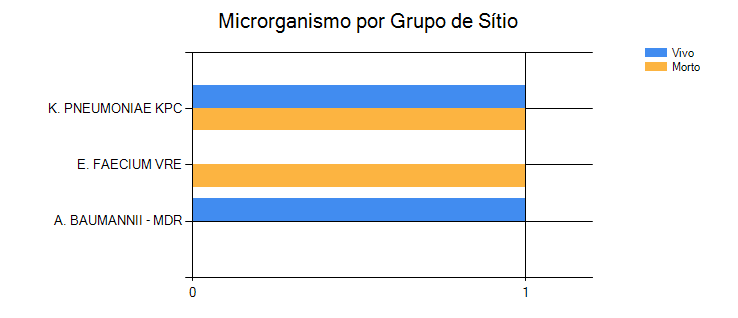 Microrganismo por Grupo de Sítio
Vivo
Morto
K. PNEUMONIAE KPC
E. FAECIUM VRE
A. BAUMANNII - MDR
0 1